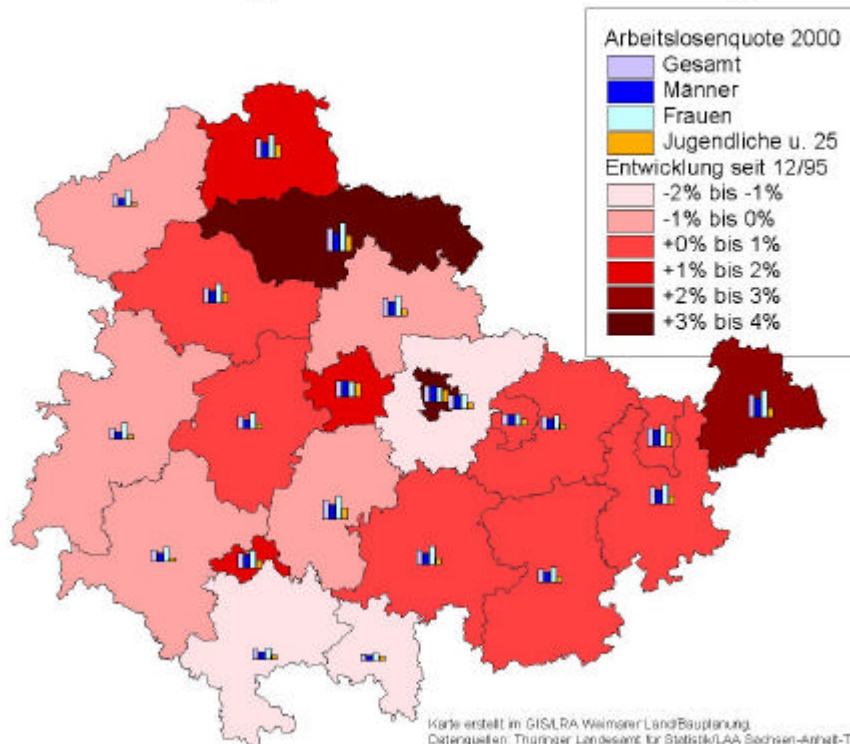 Arbeitslosenquote 2000
Gesamt
Männer
Frauen
Jugendliche u. 25
Entwicklung seit 12/95
-2% bis -1%
-1% bis 0%
+0% bis 1%
+1% bis 2%
+2% bis 3%
+3% bis 4%
Karte erstellt im GIS/LRA Weimarer Land/Bauplanung.
Datenquellen: Thüringer Landesamt für Statistik/LAA Sachsen-Anhalt-T